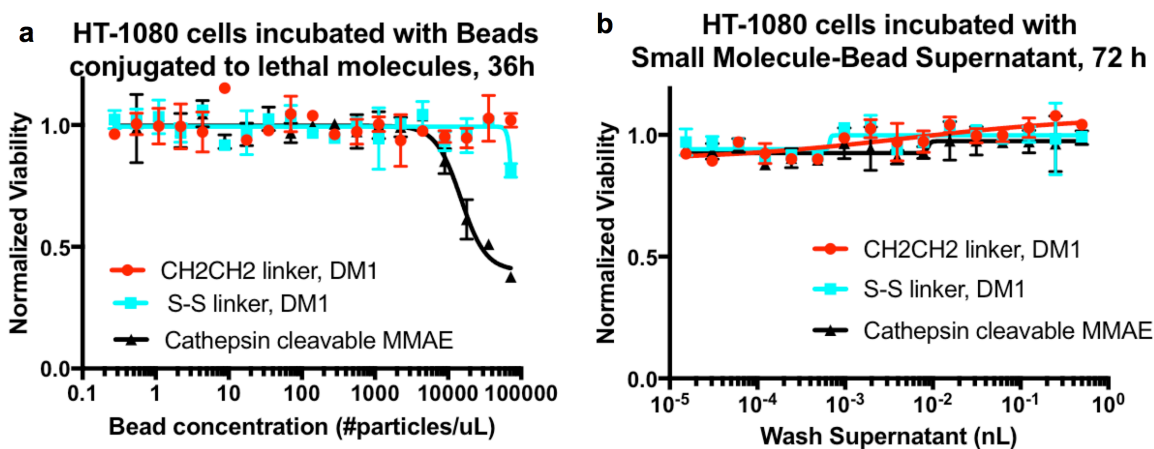 a
HT-1080 cells incubated with Beads
conjugated to lethal molecules, 36h
Normalized Viability
1.0
0.5
0.0
CH2CH2 linker, DM1
S-S linker, DM1
Cathepsin cleavable MMAE
0.1 1 10 100 1000 10000 100000
Bead concentration (#particles/uL)
b
HT-1080 cells incubated with
Small Molecule-Bead Supernatant, 72 h
Normalized Viability
1.0
0.5
0.0
CH2CH2 linker, DM1
S-S linker, DM1
Cathepsin cleavable MMAE
10⁻⁵ 10⁻⁴ 10⁻³ 10⁻² 10⁻¹ 10⁰
Wash Supernatant (nL)